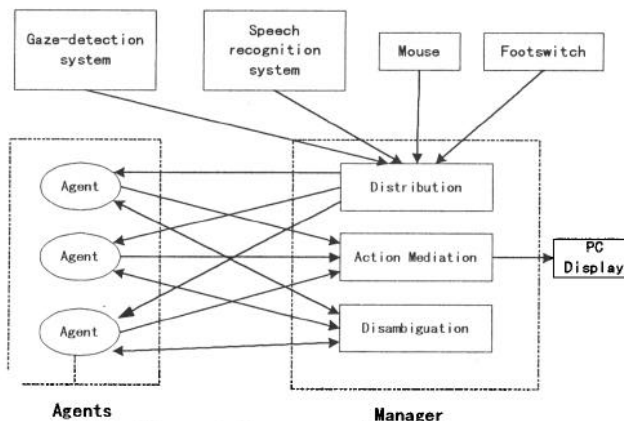 Gaze-detection
system
Speech
recognition
system
Mouse
Footswitch
Agent
Distribution
Agent
Action Mediation
PC
Display
Agent
Disambiguation
Agents
Manager